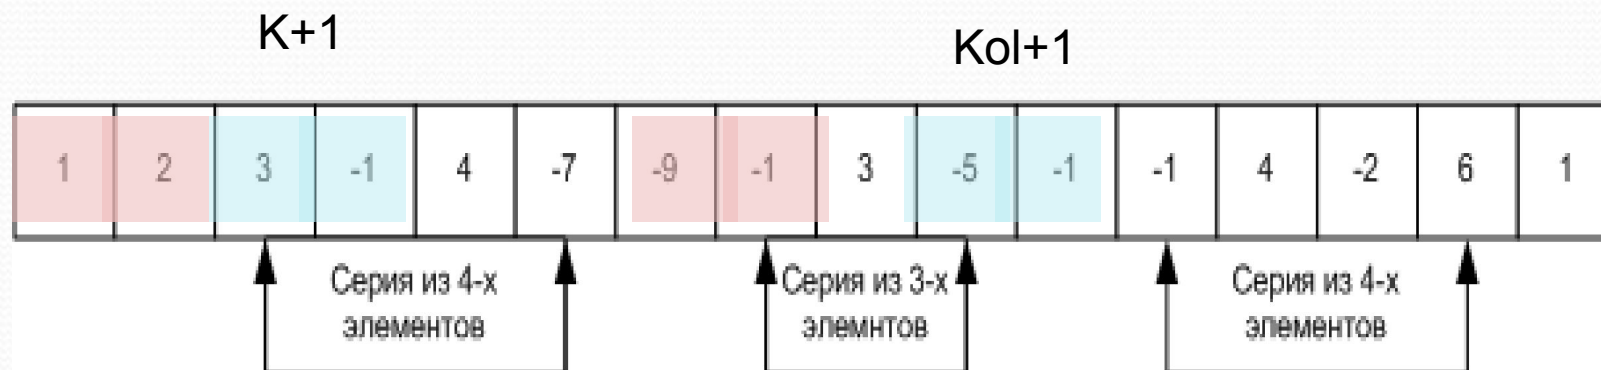 K+1
Kol+1
1 2 3 -1 4 -7 -9 -1 3 -5 -1 -1 4 -2 6 1
Серия из 4-х
элементов
Серия из 3-х
элемнтов
Серия из 4-х
элементов